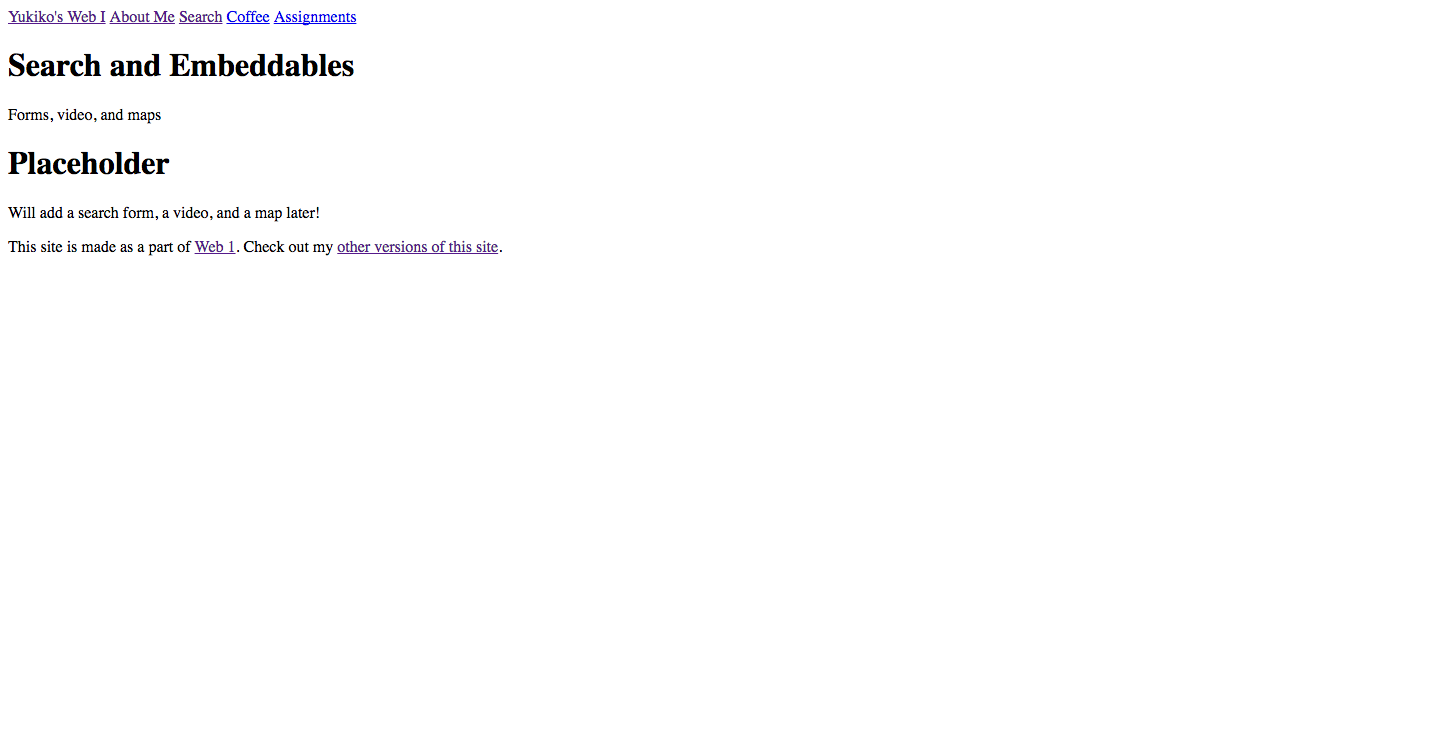 Yukiko's Web I About Me Search Coffee Assignments
Search and Embeddables
Forms, video, and maps
Placeholder
Will add a search form, a video, and a map later!
This site is made as a part of Web 1. Check out my other versions of this site.